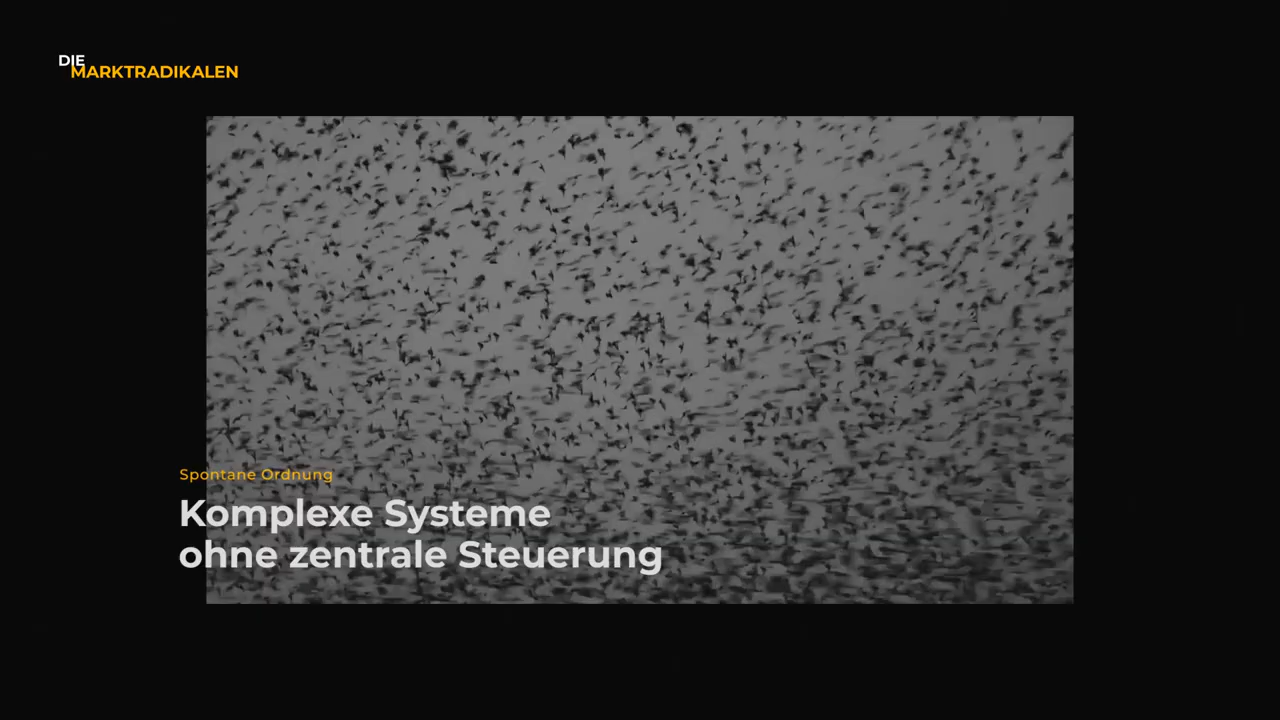 DIE
MARKTRADIKALEN
Spontane Ordnung
Komplexe Systeme
ohne zentrale Steuerung